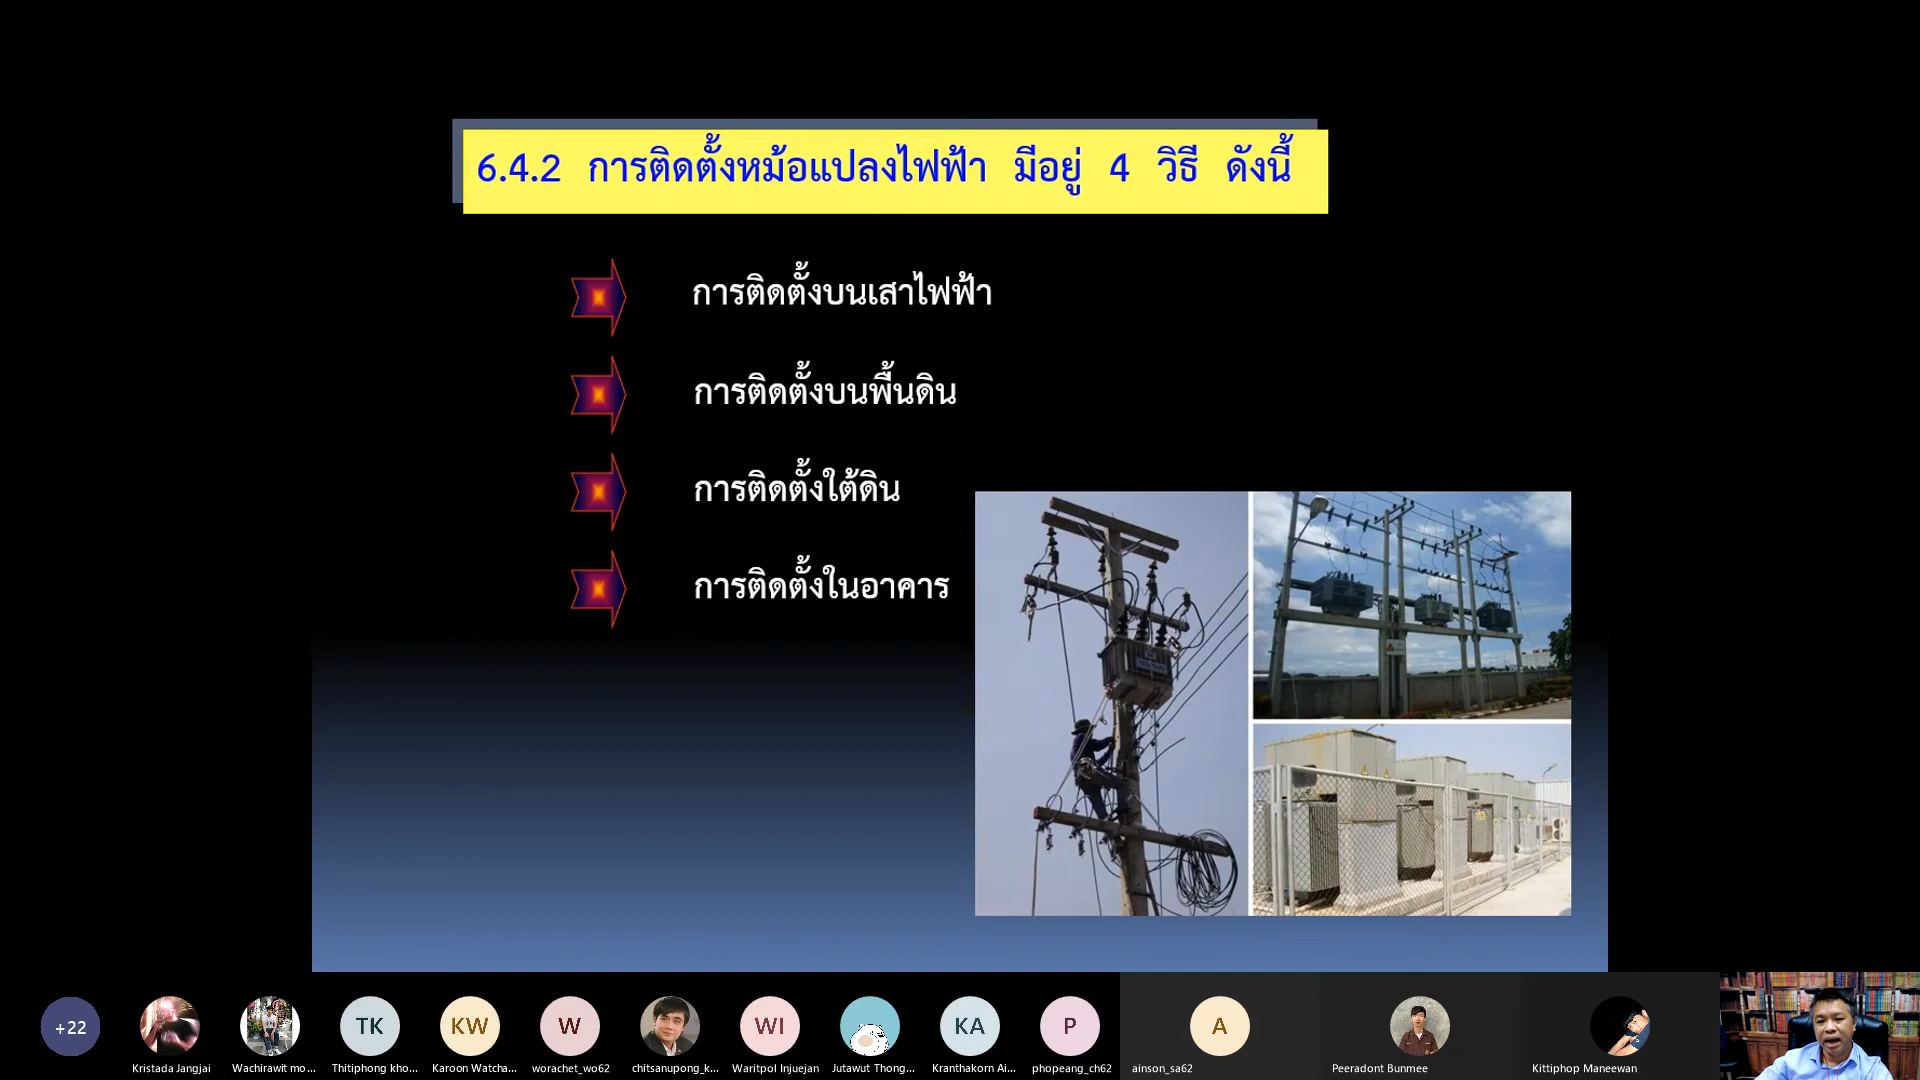 6.4.2 การติดตั้งหม้อแปลงไฟฟ้า มีอยู่ 4 วิธี ดังนี้
การติดตั้งบนเสาไฟฟ้า
การติดตั้งบนพื้นดิน
การติดตั้งใต้ดิน
การติดตั้งในอาคาร
+22
TK
KW
W
WI
KA
P
A
Kristada Jangjai
Wachirawit mo...
Thitiphong kho...
Karoon Watcha...
worachet_wo62
chitsanupong_k...
Waritpol Injuejan
Jutawut Thong...
Kranthakorn Ai...
phopeang_ch62
ainson_sa62
Peeradont Bunmee
Kittiphop Maneewan